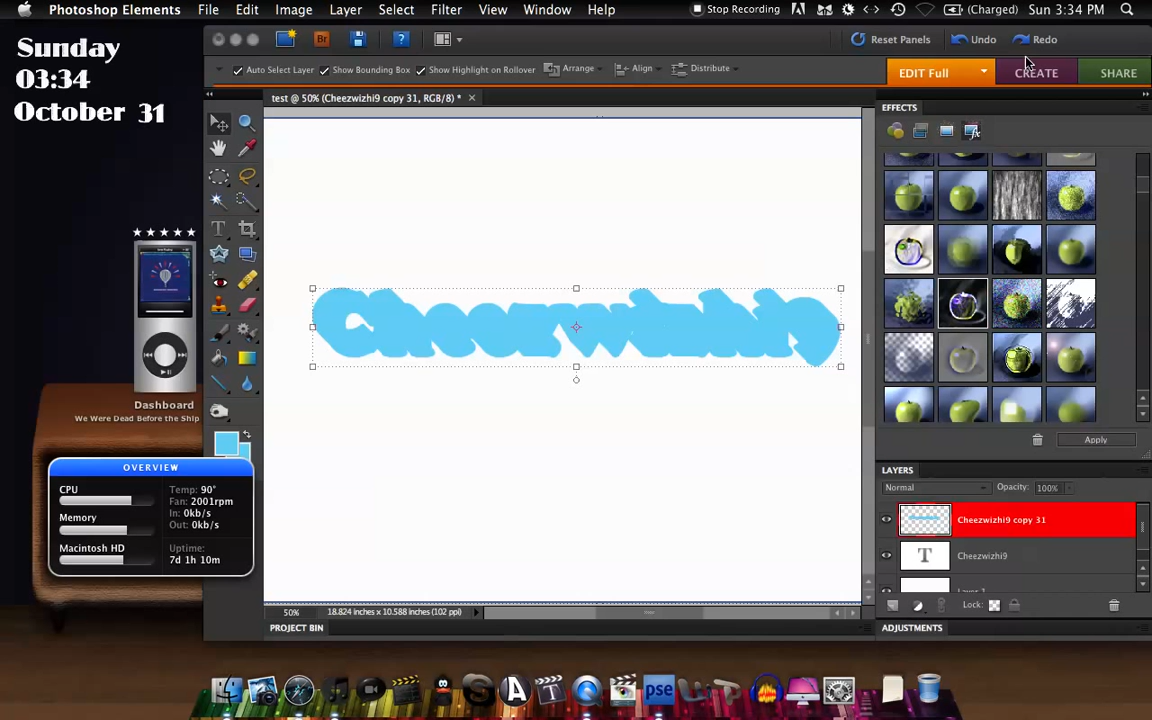 Photoshop Elements File Edit Image Layer Select Filter View Window Help Stop Recording (Charged) Sun 3:34 PM
Sunday
03:34
October 31
Reset Panels Undo Redo
Auto Select Layer Show Bounding Box Show Highlight on Rollover Arrange Align Distribute
EDIT Full CREATE SHARE
test @ 50% (Cheezwizhi9 copy 31, RGB/8) *
EFFECTS
Dashboard
We Were Dead Before the Ship
Apply
OVERVIEW
CPU
Memory
Macintosh HD
Temp: 90°
Fan: 2001rpm
In: 0kb/s
Out: 0kb/s
Uptime:
7d 1h 10m
LAYERS
Normal Opacity: 100%
Cheezwizhi9 copy 31
Cheezwizhi9
Layer 1
Lock:
50% 18.824 inches x 10.588 inches (102 ppi)
PROJECT BIN
ADJUSTMENTS
pse